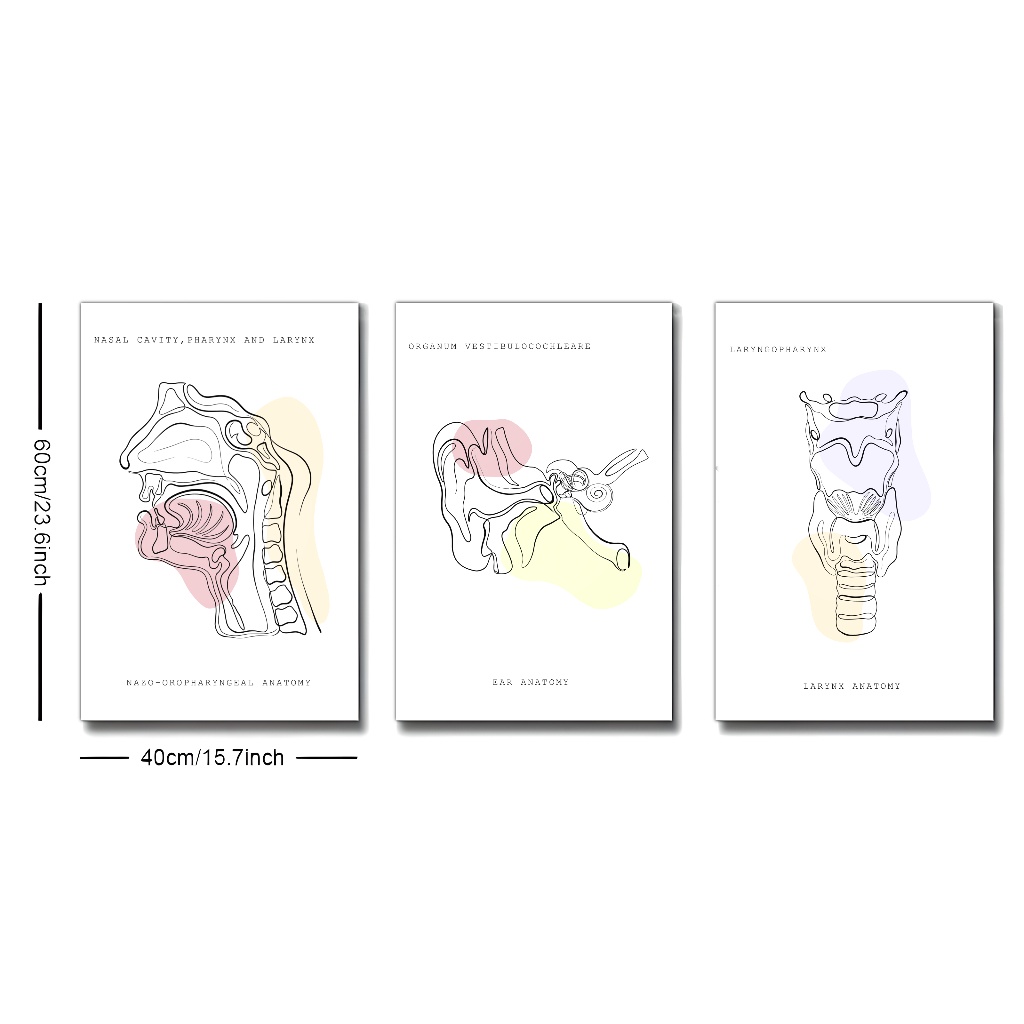 NASAL CAVITY,PHARYNX AND LARYNX
NAZO-OROPHARYNGEAL ANATOMY
ORGANUM VESTIBULOCOCHLEARE
EAR ANATOMY
LARYNGOPHARYNX
LARYNX ANATOMY
60cm/23.6inch
40cm/15.7inch